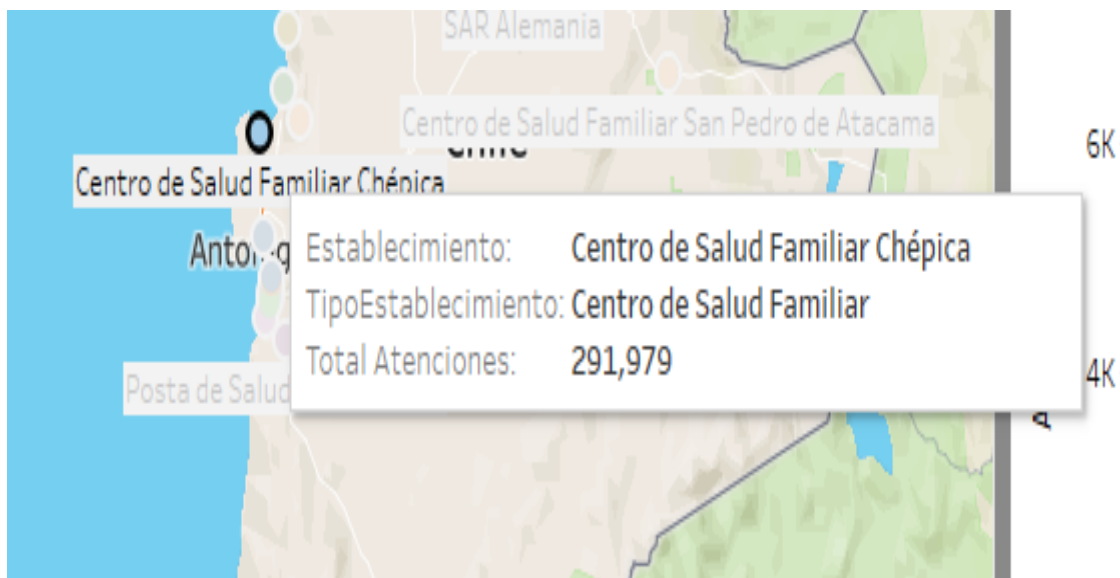 SAR Alemania
Centro de Salud Familiar San Pedro de Atacama
6K
Centro de Salud Familiar Chépica
Establecimiento: Centro de Salud Familiar Chépica
TipoEstablecimiento: Centro de Salud Familiar
Total Atenciones: 291,979
Posta de Salud
4K
A